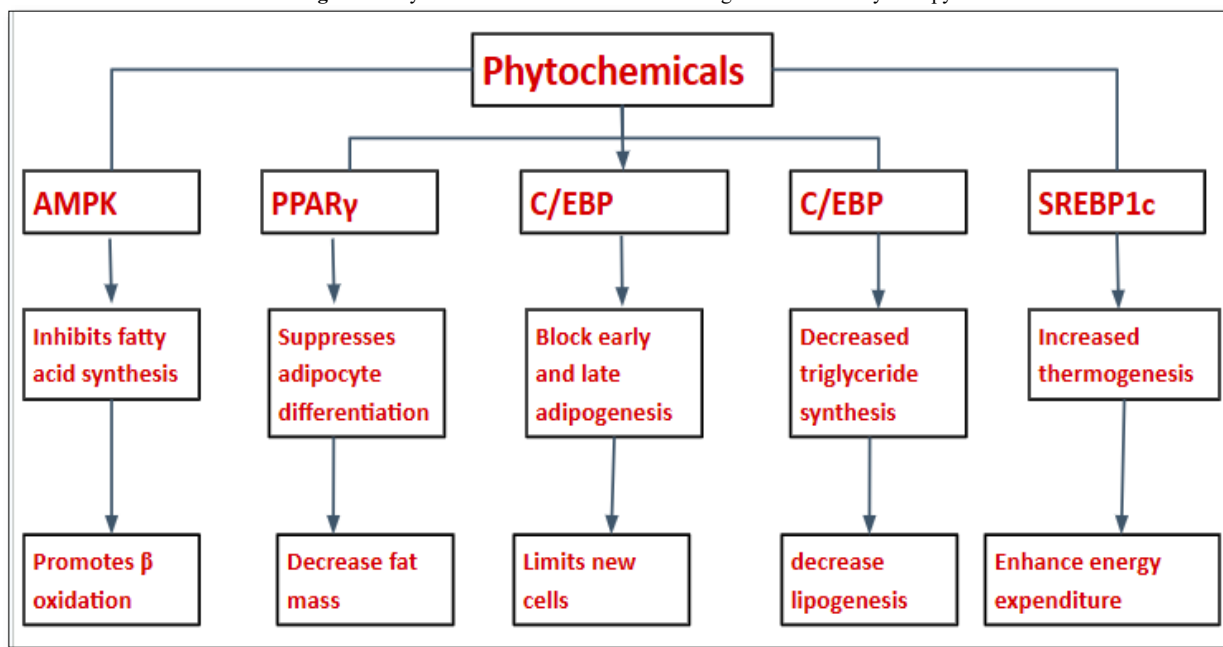 Phytochemicals
AMPK
PPARγ
C/EBP
C/EBP
SREBP1c
Inhibits fatty
acid synthesis
Suppresses
adipocyte
differentiation
Block early
and late
adipogenesis
Decreased
triglyceride
synthesis
Increased
thermogenesis
Promotes β
oxidation
Decrease fat
mass
Limits new
cells
decrease
lipogenesis
Enhance energy
expenditure